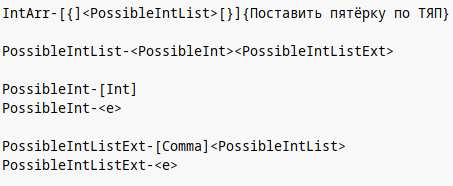 IntArr-[{]<PossibleIntList>[}]{Поставить пятёрку по ТЯП}
PossibleIntList-<PossibleInt><PossibleIntListExt>
PossibleInt-[Int]
PossibleInt-<e>
PossibleIntListExt-[Comma]<PossibleIntList>
PossibleIntListExt-<e>